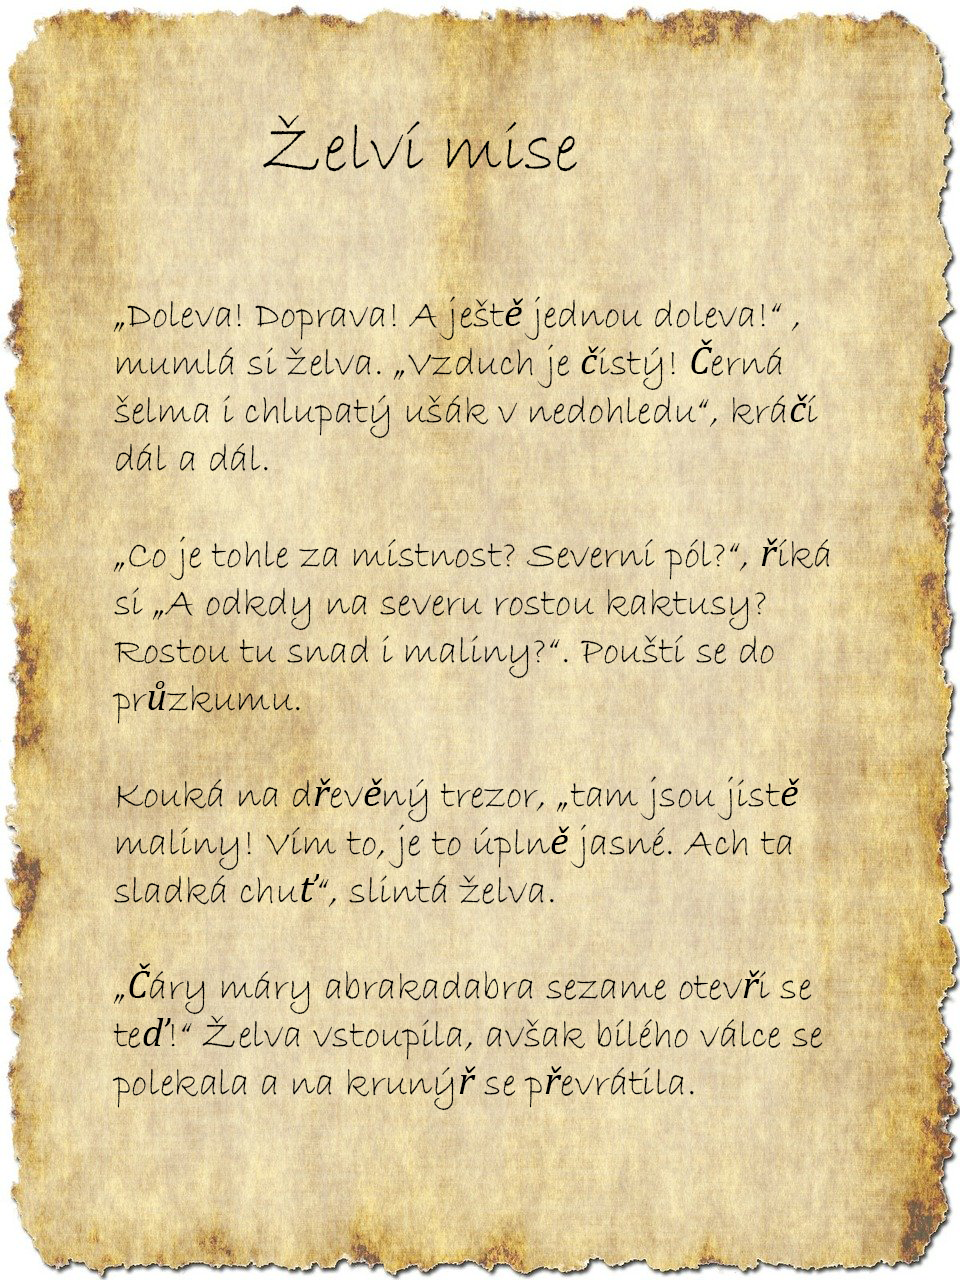 Želví mise
„Doleva! Doprava! A ještě jednou doleva!“ ,
mumlá si želva. „Vzduch je čistý! Černá
šelma i chlupatý ušák v nedohledu“, kráčí
dál a dál.
„Co je tohle za místnost? Severní pól?“, říká
si „A odkdy na severu rostou kaktusy?
Rostou tu snad i maliny?“. Pouští se do
průzkumu.
Kouká na dřevěný trezor, „tam jsou jistě
maliny! Vím to, je to úplně jasné. Ach ta
sladká chuť“, slintá želva.
„Čáry máry abrakadabra sezame otevři se
teď!“ Želva vstoupila, avšak bílého válce se
polekala a na krunýř se převrátila.